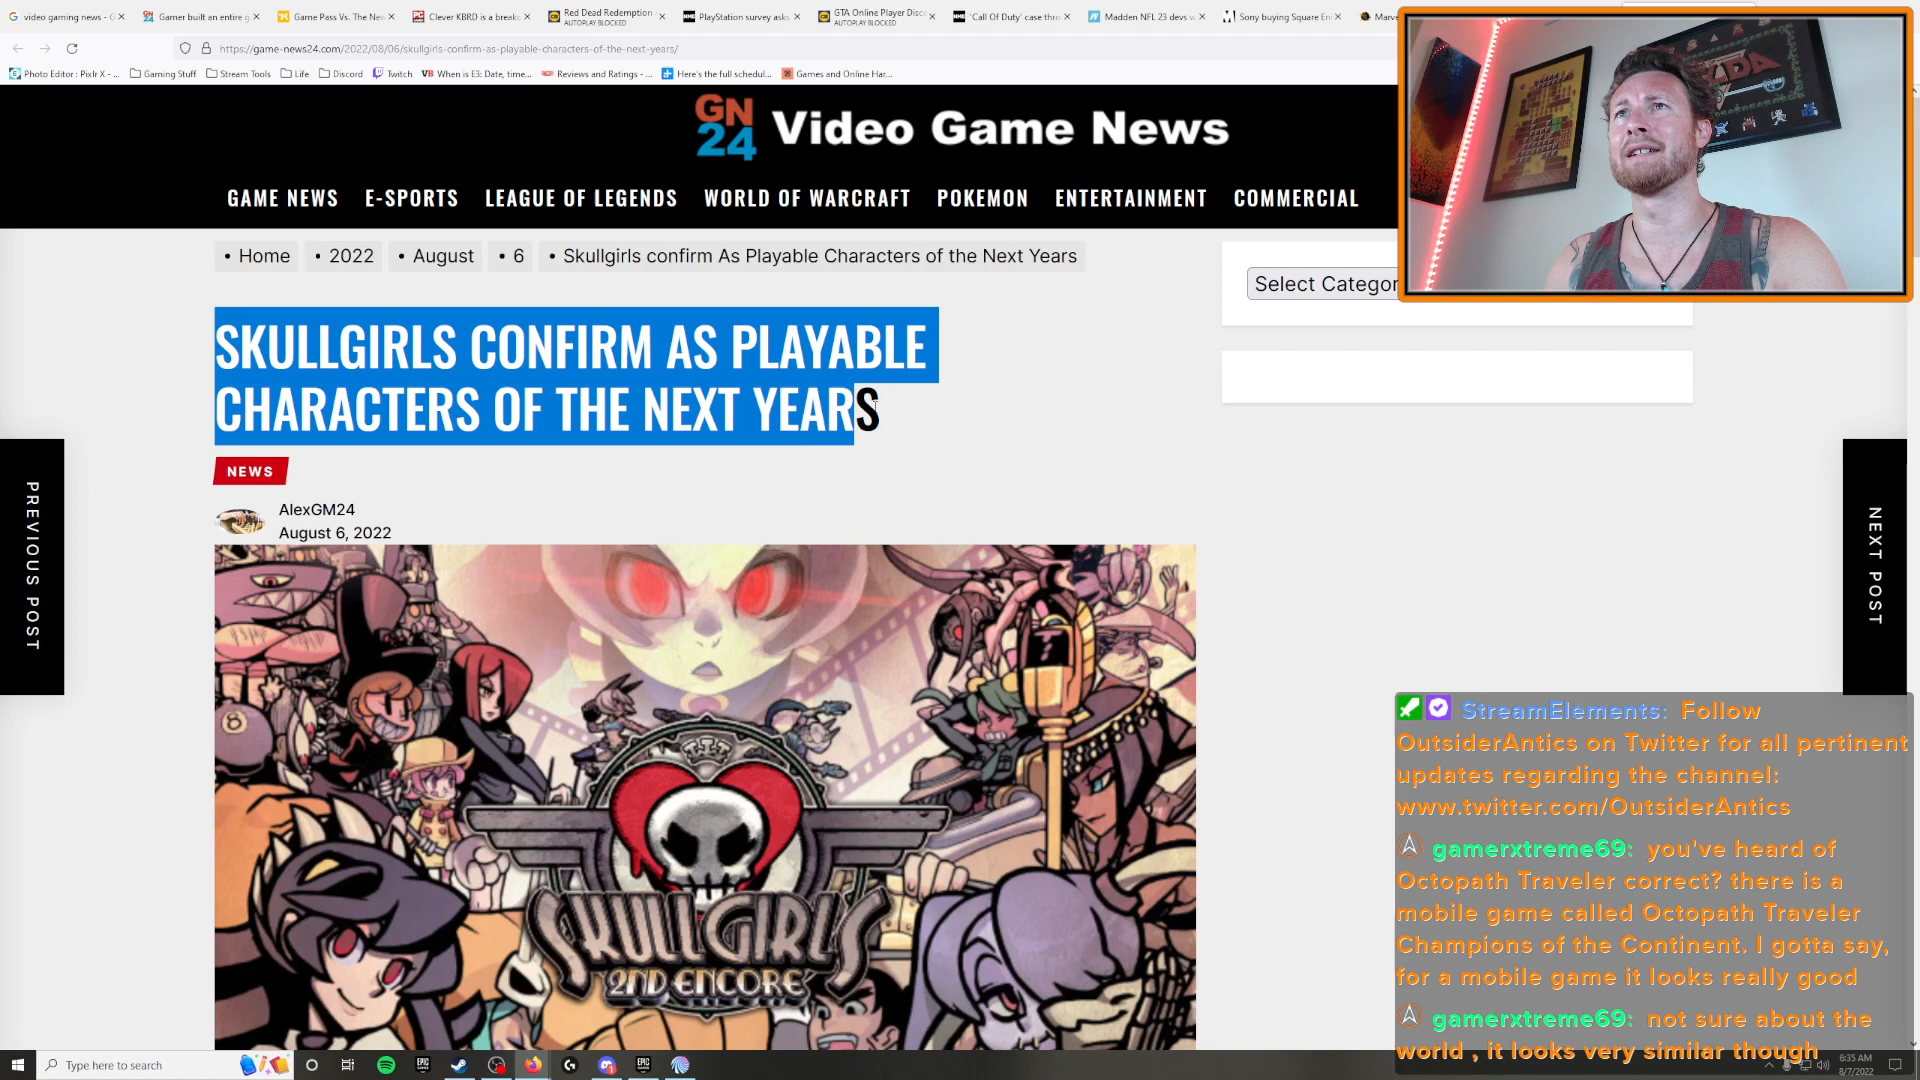 video gaming news - G
Gamer built an entire g
Game Pass Vs. The New
Clever KBRD is a break
Red Dead Redemption
AUTOPLAY BLOCKED
PlayStation survey asks
GTA Online Player Disc
AUTOPLAY BLOCKED
'Call Of Duty' case thro
Madden NFL 23 devs w
Sony buying Square En
Marve
https://game-news24.com/2022/08/06/skullgirls-confirm-as-playable-characters-of-the-next-years/
Photo Editor : Pixlr X - ...
Gaming Stuff
Stream Tools
Life
Discord
Twitch
When is E3: Date, time...
Reviews and Ratings - ...
Here's the full schedul...
Games and Online Har...
GN
24
Video Game News
GAME NEWS E-SPORTS LEAGUE OF LEGENDS WORLD OF WARCRAFT POKEMON ENTERTAINMENT COMMERCIAL
• Home • 2022 • August • 6 • Skullgirls confirm As Playable Characters of the Next Years
Select Categor
SKULLGIRLS CONFIRM AS PLAYABLE
CHARACTERS OF THE NEXT YEARS
NEWS
AlexGM24
August 6, 2022
PREVIOUS POST
NEXT POST
8
SKULLGIRLS
2ND ENCORE
StreamElements: Follow
OutsiderAntics on Twitter for all pertinent
updates regarding the channel:
www.twitter.com/OutsiderAntics
gamerxtreme69: you've heard of
Octopath Traveler correct? there is a
mobile game called Octopath Traveler
Champions of the Continent. I gotta say,
for a mobile game it looks really good
gamerxtreme69: not sure about the
world , it looks very similar though
Type here to search
6:35 AM
8/7/2022